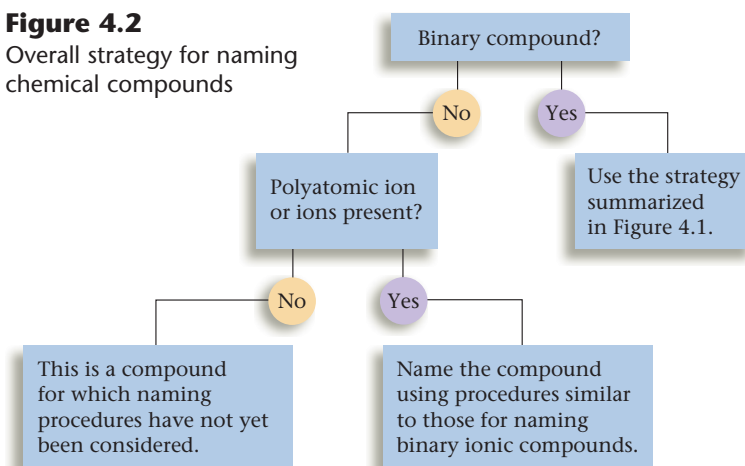 Figure 4.2
Overall strategy for naming
chemical compounds
Binary compound?
No
Yes
Polyatomic ion
or ions present?
Use the strategy
summarized
in Figure 4.1.
No
Yes
This is a compound
for which naming
procedures have not yet
been considered.
Name the compound
using procedures similar
to those for naming
binary ionic compounds.